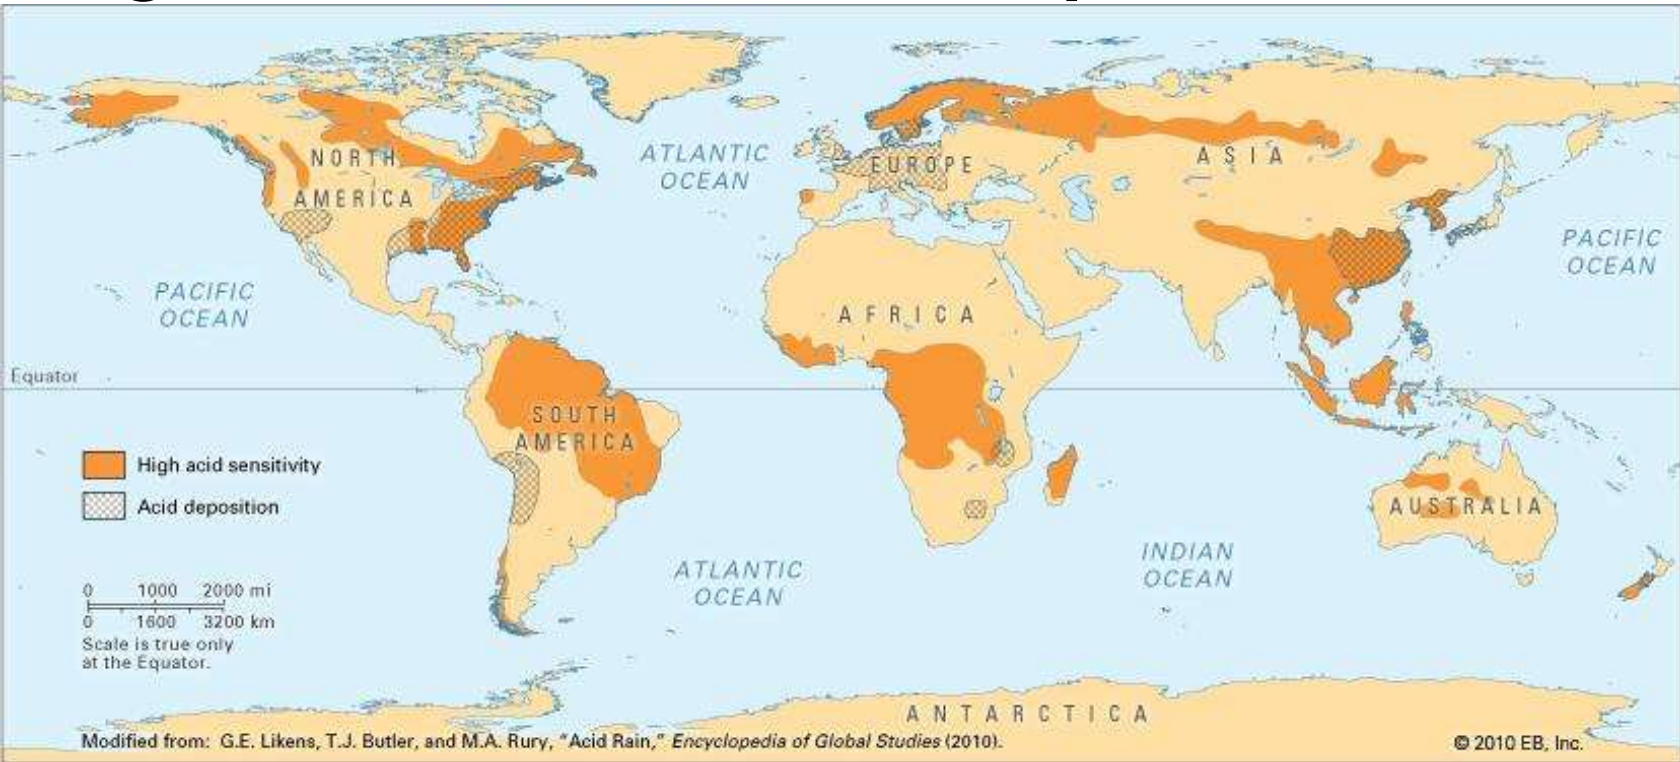 NORTH
AMERICA
ATLANTIC
OCEAN
EUROPE
ASIA
PACIFIC
OCEAN
PACIFIC
OCEAN
AFRICA
Equator
SOUTH
AMERICA
High acid sensitivity
Acid deposition
AUSTRALIA
ATLANTIC
OCEAN
INDIAN
OCEAN
0 1000 2000 mi
0 1600 3200 km
Scale is true only
at the Equator.
ANTARCTICA
Modified from: G.E. Likens, T.J. Butler, and M.A. Rury, “Acid Rain,” Encyclopedia of Global Studies (2010).
© 2010 EB, Inc.